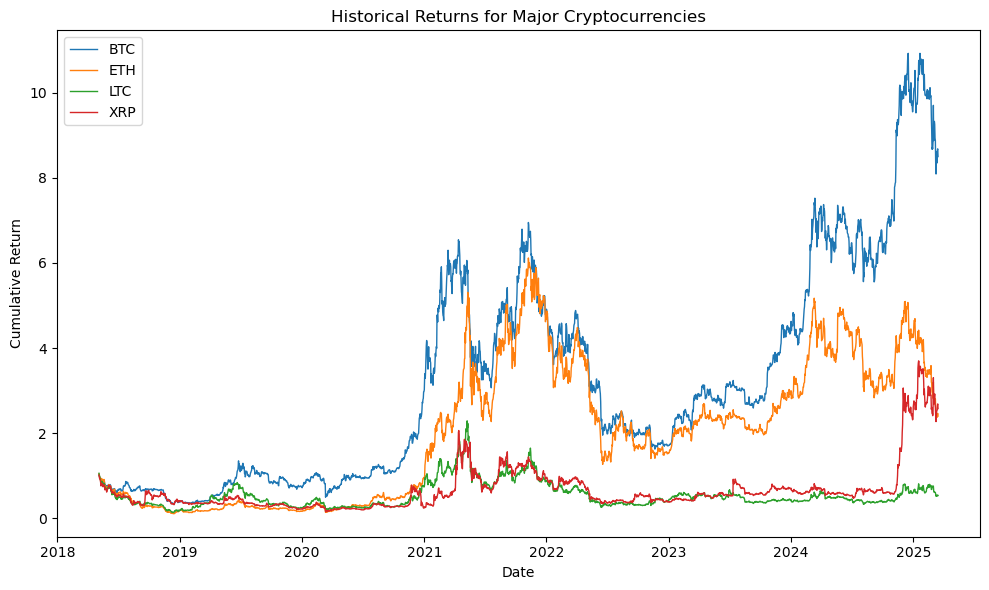 Historical Returns for Major Cryptocurrencies
BTC
ETH
LTC
XRP
10
8
6
4
2
0
Cumulative Return
2018 2019 2020 2021 2022 2023 2024 2025
Date